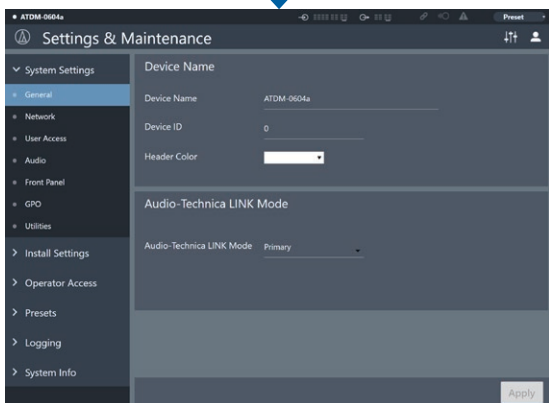 ATDM-0604a
Preset
Settings & Maintenance
System Settings
General
Network
User Access
Audio
Front Panel
GPO
Utilities
Install Settings
Operator Access
Presets
Logging
System Info
Device Name
Device Name ATDM-0604a
Device ID 0
Header Color
Audio-Technica LINK Mode
Audio-Technica LINK Mode Primary
Apply